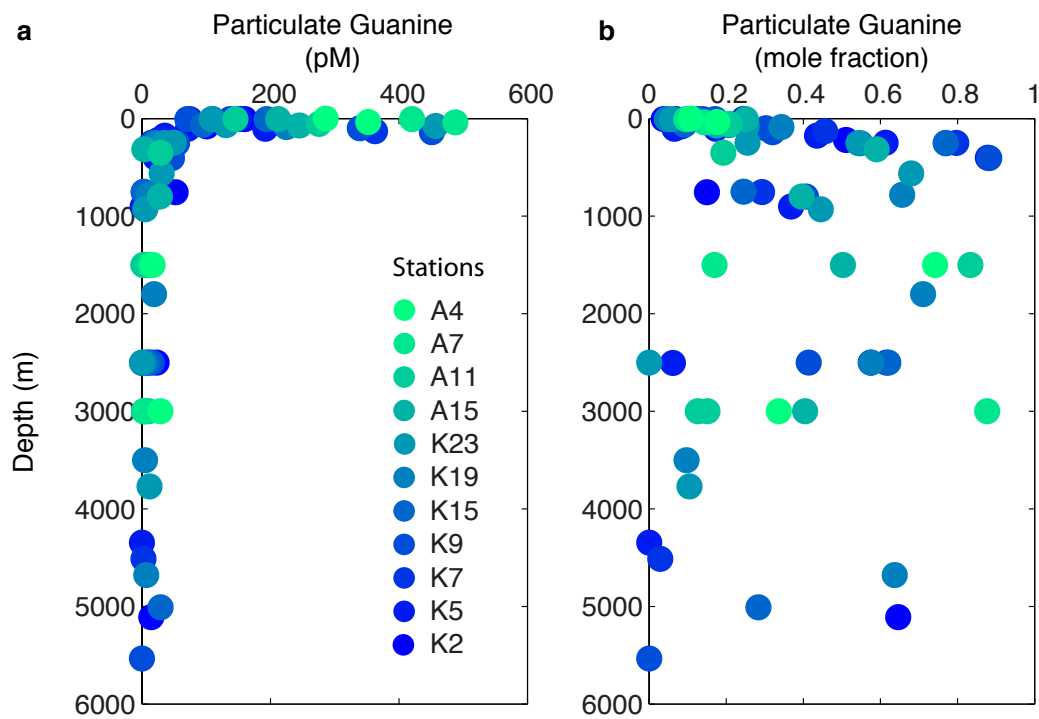 a
Particulate Guanine
(pM)
0 200 400 600
0
1000
2000
3000
4000
5000
6000
Depth (m)
Stations
A4
A7
A11
A15
K23
K19
K15
K9
K7
K5
K2
b
Particulate Guanine
(mole fraction)
0 0.2 0.4 0.6 0.8 1
0
1000
2000
3000
4000
5000
6000